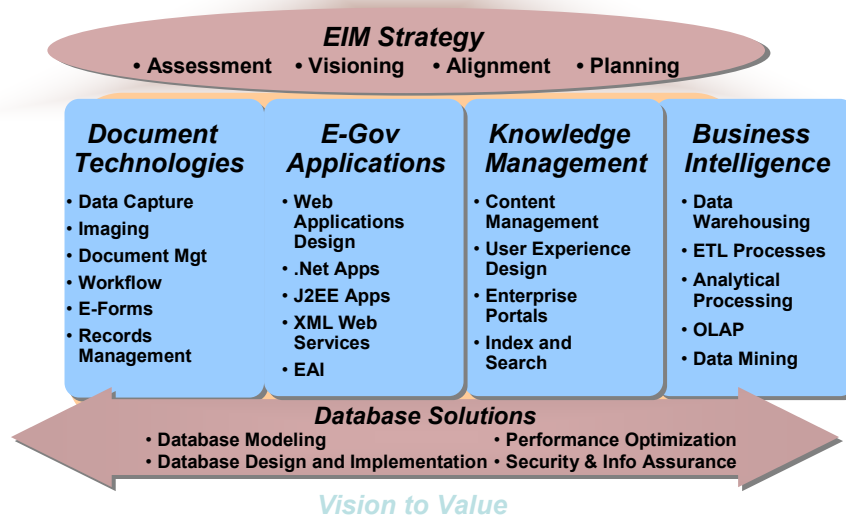 EIM Strategy
• Assessment • Visioning • Alignment • Planning
Document
Technologies
• Data Capture
• Imaging
• Document Mgt
• Workflow
• E-Forms
• Records
Management
E-Gov
Applications
• Web
Applications
Design
• .Net Apps
• J2EE Apps
• XML Web
Services
• EAI
Knowledge
Management
• Content
Management
• User Experience
Design
• Enterprise
Portals
• Index and
Search
Business
Intelligence
• Data
Warehousing
• ETL Processes
• Analytical
Processing
• OLAP
• Data Mining
Database Solutions
• Database Modeling
• Database Design and Implementation
• Performance Optimization
• Security & Info Assurance
Vision to Value